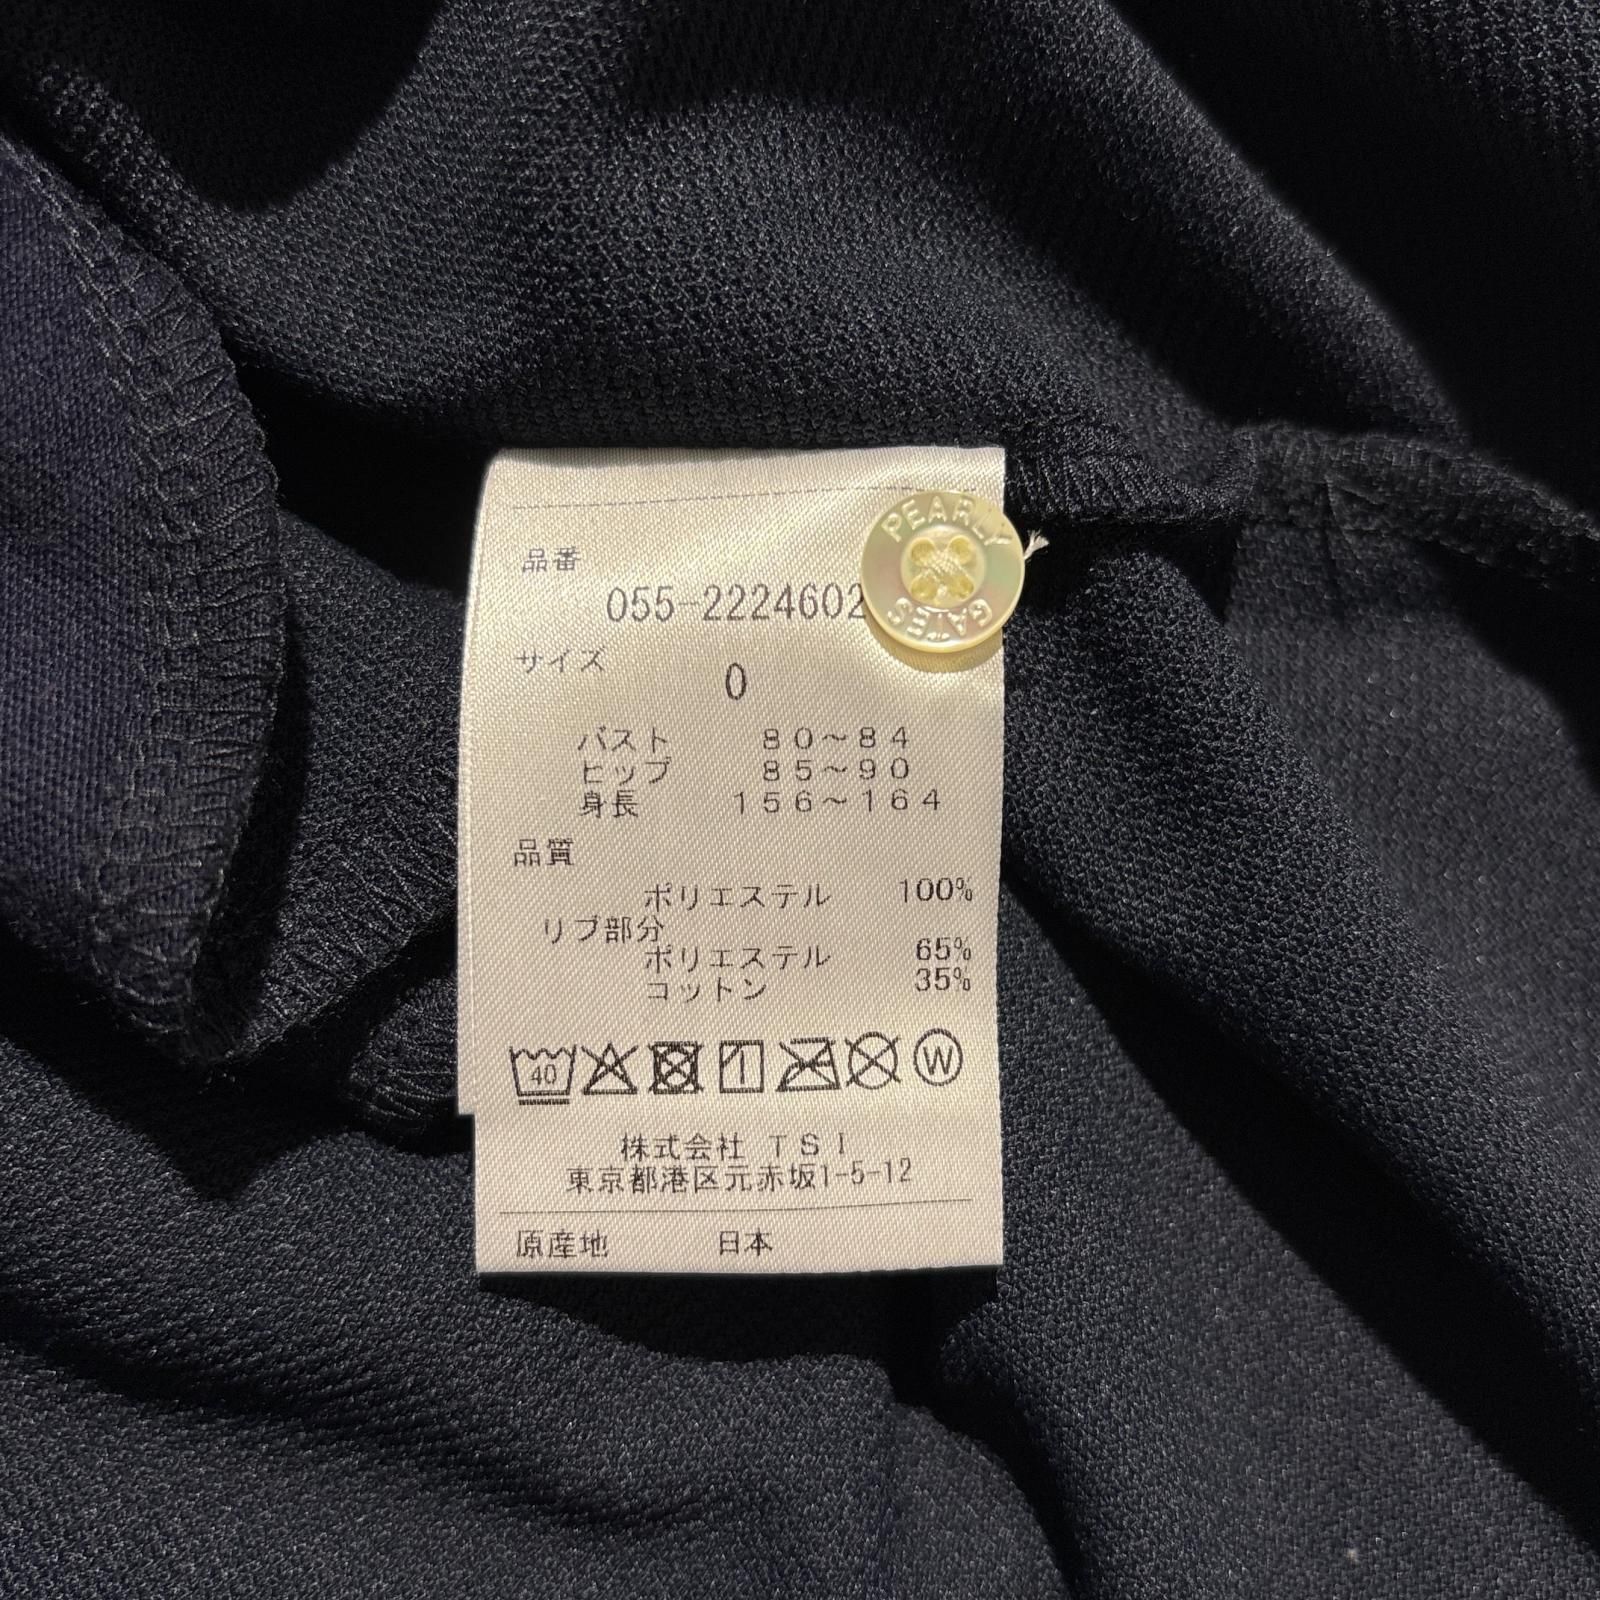 品番
055-2224602
PEARLY
GATES
サイズ
0
バスト 80~84
ヒップ 85~90
身長 156~164
品質
ポリエステル 100%
リブ部分
ポリエステル 65%
コットン 35%
40
W
株式会社 TSI
東京都港区元赤坂1-5-12
原産地 日本